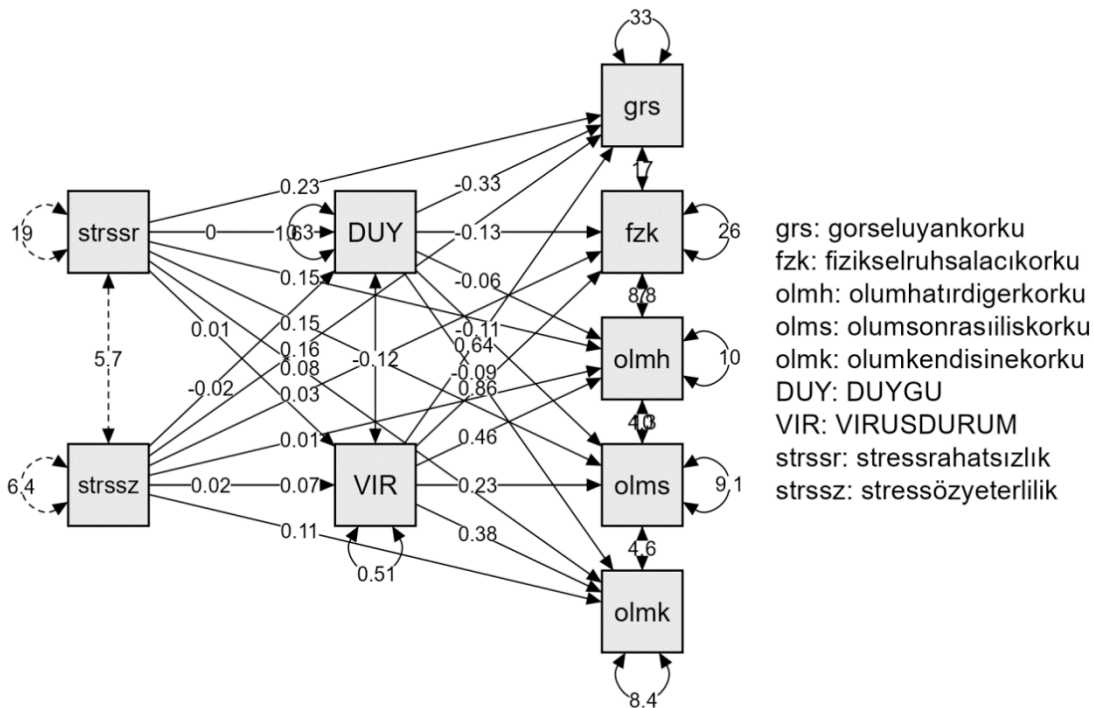 33
grs
0.23
-0.33
strssr
19
0
DUY
-0.13
fzk
26
0.15
-0.06
5.7
0.01
0.15
-0.11
0.16
0.64
-0.12
olmh
10
0.08
-0.09
-0.02
0.03
0.86
0.01
0.46
strssz
6.4
0.02
0.07
VIR
0.23
olms
9.1
0.11
0.38
4.6
0.51
olmk
8.4
grs: gorseluyankorku
fzk: fizikselruhsalacıkorku
olmh: olumhatırdigerkorku
olms: olumsonrasıiliskorku
olmk: olumkendisinekorku
DUY: DUYGU
VIR: VIRUSDURUM
strssr: stressrahatsızlık
strssz: stressözyeterlilik